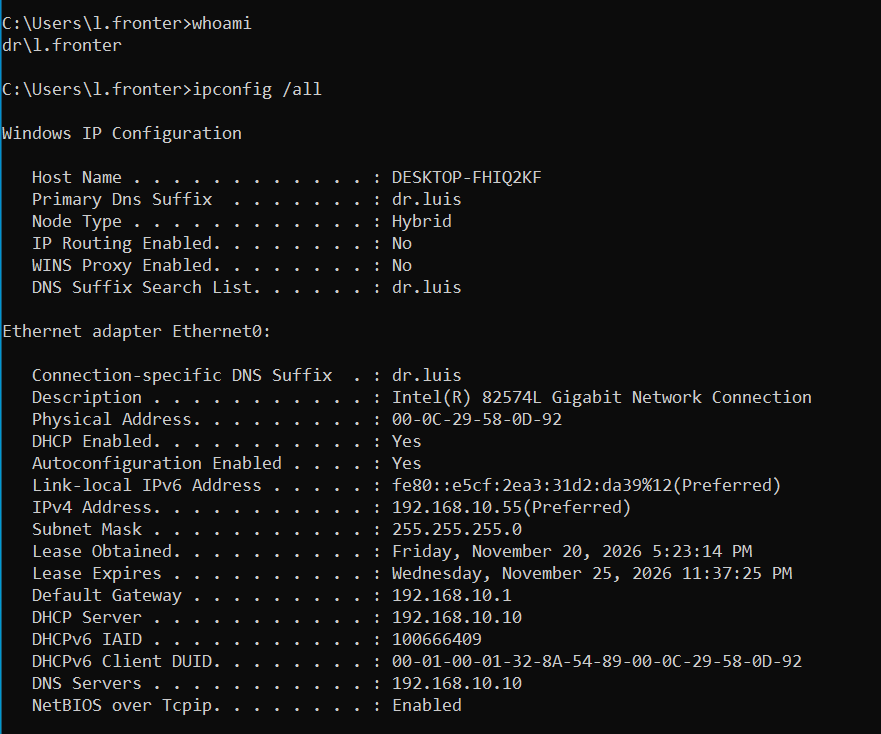 C:\Users\l.fronter>whoami
dr\l.fronter
C:\Users\l.fronter>ipconfig /all
Windows IP Configuration
   Host Name . . . . . . . . . . . . : DESKTOP-FHIQ2KF
   Primary Dns Suffix  . . . . . . . : dr.luis
   Node Type . . . . . . . . . . . . : Hybrid
   IP Routing Enabled. . . . . . . . : No
   WINS Proxy Enabled. . . . . . . . : No
   DNS Suffix Search List. . . . . . : dr.luis
Ethernet adapter Ethernet0:
   Connection-specific DNS Suffix  . : dr.luis
   Description . . . . . . . . . . . : Intel(R) 82574L Gigabit Network Connection
   Physical Address. . . . . . . . . : 00-0C-29-58-0D-92
   DHCP Enabled. . . . . . . . . . . : Yes
   Autoconfiguration Enabled . . . . : Yes
   Link-local IPv6 Address . . . . . : fe80::e5cf:2ea3:31d2:da39%12(Preferred)
   IPv4 Address. . . . . . . . . . . : 192.168.10.55(Preferred)
   Subnet Mask . . . . . . . . . . . : 255.255.255.0
   Lease Obtained. . . . . . . . . . : Friday, November 20, 2026 5:23:14 PM
   Lease Expires . . . . . . . . . . : Wednesday, November 25, 2026 11:37:25 PM
   Default Gateway . . . . . . . . . : 192.168.10.1
   DHCP Server . . . . . . . . . . . : 192.168.10.10
   DHCPv6 IAID . . . . . . . . . . . : 100666409
   DHCPv6 Client DUID. . . . . . . . : 00-01-00-01-32-8A-54-89-00-0C-29-58-0D-92
   DNS Servers . . . . . . . . . . . : 192.168.10.10
   NetBIOS over Tcpip. . . . . . . . : Enabled